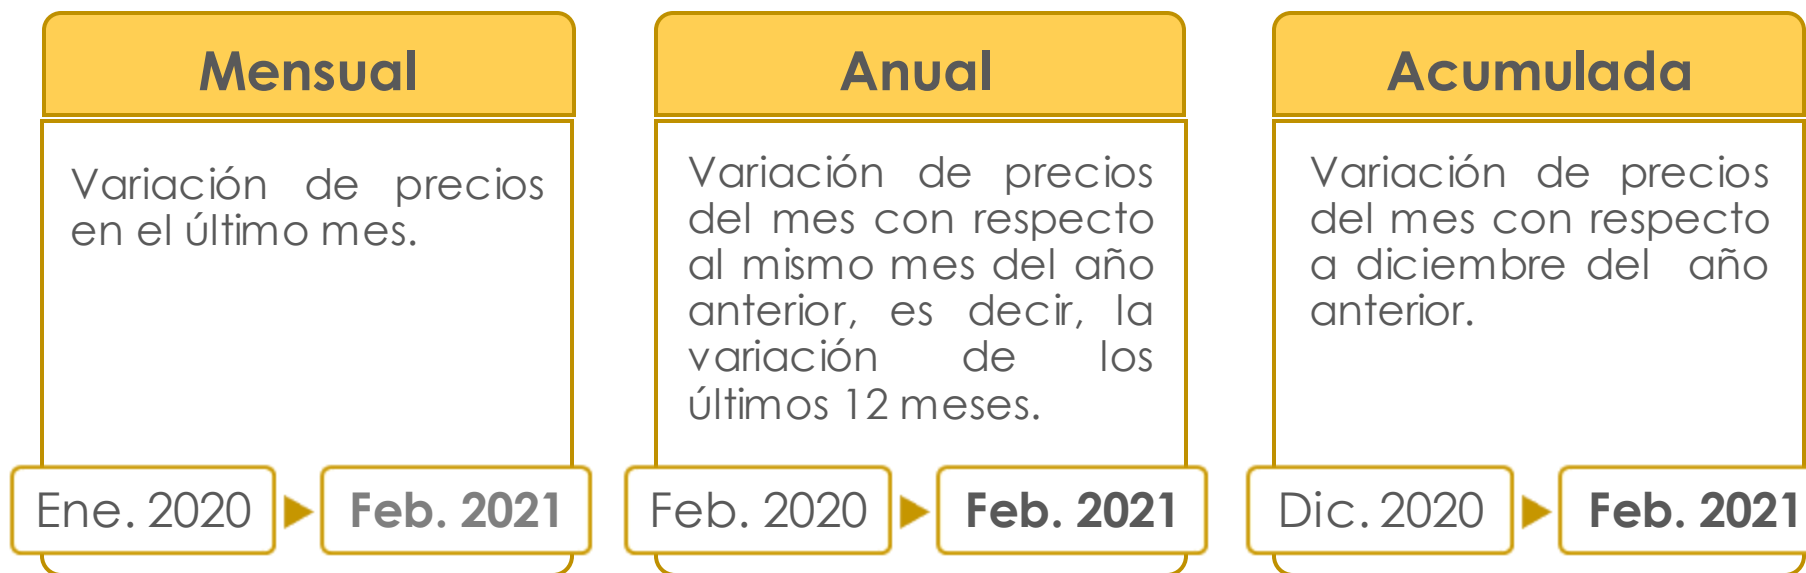 Mensual
Variación de precios
en el último mes.
Ene. 2020
Feb. 2021
Anual
Variación de precios
del mes con respecto
al mismo mes del año
anterior, es decir, la
variación de los
últimos 12 meses.
Feb. 2020
Feb. 2021
Acumulada
Variación de precios
del mes con respecto
a diciembre del año
anterior.
Dic. 2020
Feb. 2021